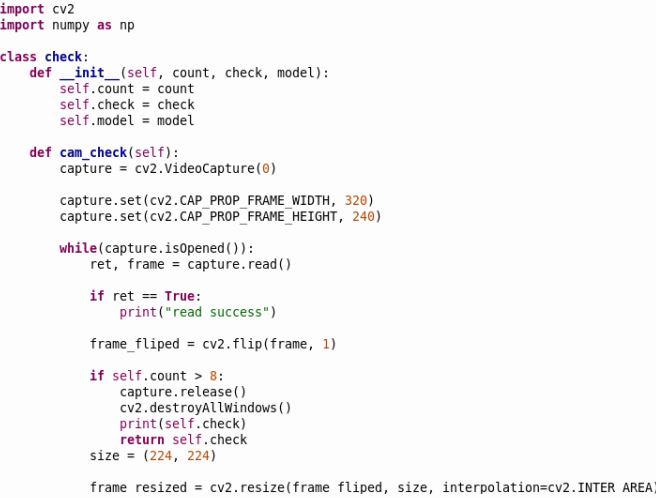 import cv2
import numpy as np
class check:
def __init__(self, count, check, model):
self.count = count
self.check = check
self.model = model
def cam_check(self):
capture = cv2.VideoCapture(0)
capture.set(cv2.CAP_PROP_FRAME_WIDTH, 320)
capture.set(cv2.CAP_PROP_FRAME_HEIGHT, 240)
while(capture.isOpened()):
ret, frame = capture.read()
if ret == True:
print("read success")
frame_fliped = cv2.flip(frame, 1)
if self.count > 8:
capture.release()
cv2.destroyAllWindows()
print(self.check)
return self.check
size = (224, 224)
frame_resized = cv2.resize(frame_fliped, size, interpolation=cv2.INTER_AREA)